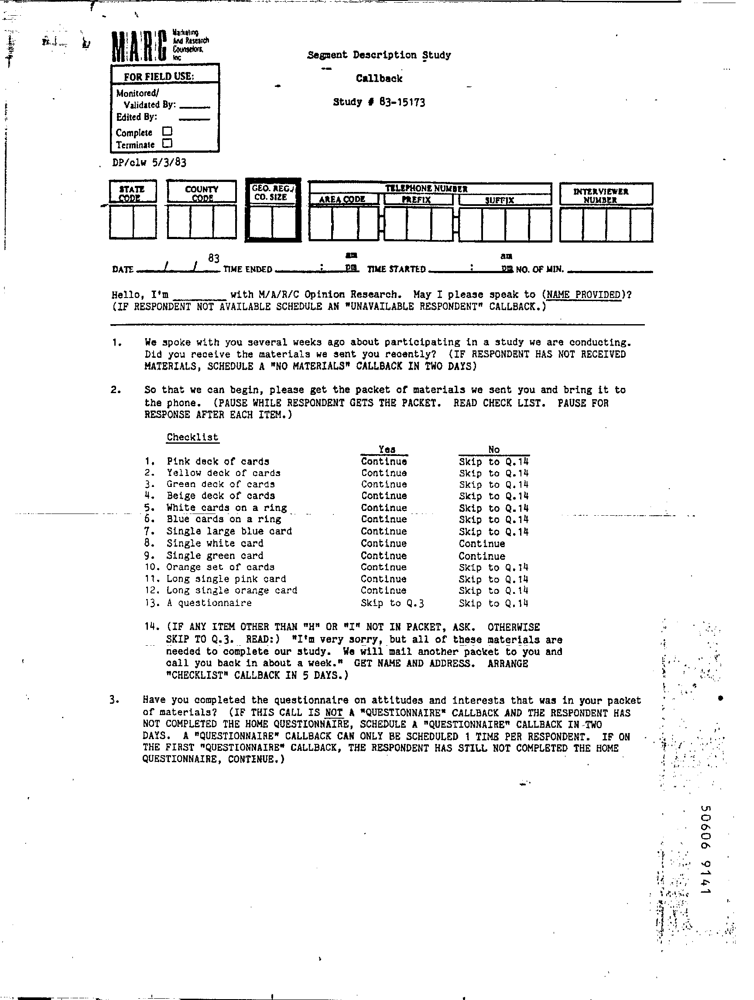 M/A/R/C Marketing
And Research
Counselors,
Inc
Segment Description Study
Callback
Study # 83-15173
FOR FIELD USE:
Monitored/
Validated By: ______
Edited By: ______
Complete ☐
Terminate ☐
DP/clw 5/3/83
STATE CODE COUNTY CODE GEO. REG./ CO. SIZE TELEPHONE NUMBER INTERVIEWER NUMBER
AREA CODE PREFIX SUFFIX
83 am am
DATE ____/____/____ TIME ENDED ______:______ pm TIME STARTED ______:______ pm NO. OF MIN. ______
Hello, I'm ________ with M/A/R/C Opinion Research. May I please speak to (NAME PROVIDED)?
(IF RESPONDENT NOT AVAILABLE SCHEDULE AN "UNAVAILABLE RESPONDENT" CALLBACK.)
1. We spoke with you several weeks ago about participating in a study we are conducting.
Did you receive the materials we sent you recently? (IF RESPONDENT HAS NOT RECEIVED
MATERIALS, SCHEDULE A "NO MATERIALS" CALLBACK IN TWO DAYS)
2. So that we can begin, please get the packet of materials we sent you and bring it to
the phone. (PAUSE WHILE RESPONDENT GETS THE PACKET. READ CHECK LIST. PAUSE FOR
RESPONSE AFTER EACH ITEM.)
Checklist
Yes No
1. Pink deck of cards Continue Skip to Q.14
2. Yellow deck of cards Continue Skip to Q.14
3. Green deck of cards Continue Skip to Q.14
4. Beige deck of cards Continue Skip to Q.14
5. White cards on a ring Continue Skip to Q.14
6. Blue cards on a ring Continue Skip to Q.14
7. Single large blue card Continue Skip to Q.14
8. Single white card Continue Continue
9. Single green card Continue Continue
10. Orange set of cards Continue Skip to Q.14
11. Long single pink card Continue Skip to Q.14
12. Long single orange card Continue Skip to Q.14
13. A questionnaire Skip to Q.3 Skip to Q.14
14. (IF ANY ITEM OTHER THAN "H" OR "I" NOT IN PACKET, ASK. OTHERWISE
SKIP TO Q.3. READ:) "I'm very sorry, but all of these materials are
needed to complete our study. We will mail another packet to you and
call you back in about a week." GET NAME AND ADDRESS. ARRANGE
"CHECKLIST" CALLBACK IN 5 DAYS.)
3. Have you completed the questionnaire on attitudes and interests that was in your packet
of materials? (IF THIS CALL IS NOT A "QUESTIONNAIRE" CALLBACK AND THE RESPONDENT HAS
NOT COMPLETED THE HOME QUESTIONNAIRE, SCHEDULE A "QUESTIONNAIRE" CALLBACK IN TWO
DAYS. A "QUESTIONNAIRE" CALLBACK CAN ONLY BE SCHEDULED 1 TIME PER RESPONDENT. IF ON
THE FIRST "QUESTIONNAIRE" CALLBACK, THE RESPONDENT HAS STILL NOT COMPLETED THE HOME
QUESTIONNAIRE, CONTINUE.)
50606 9141